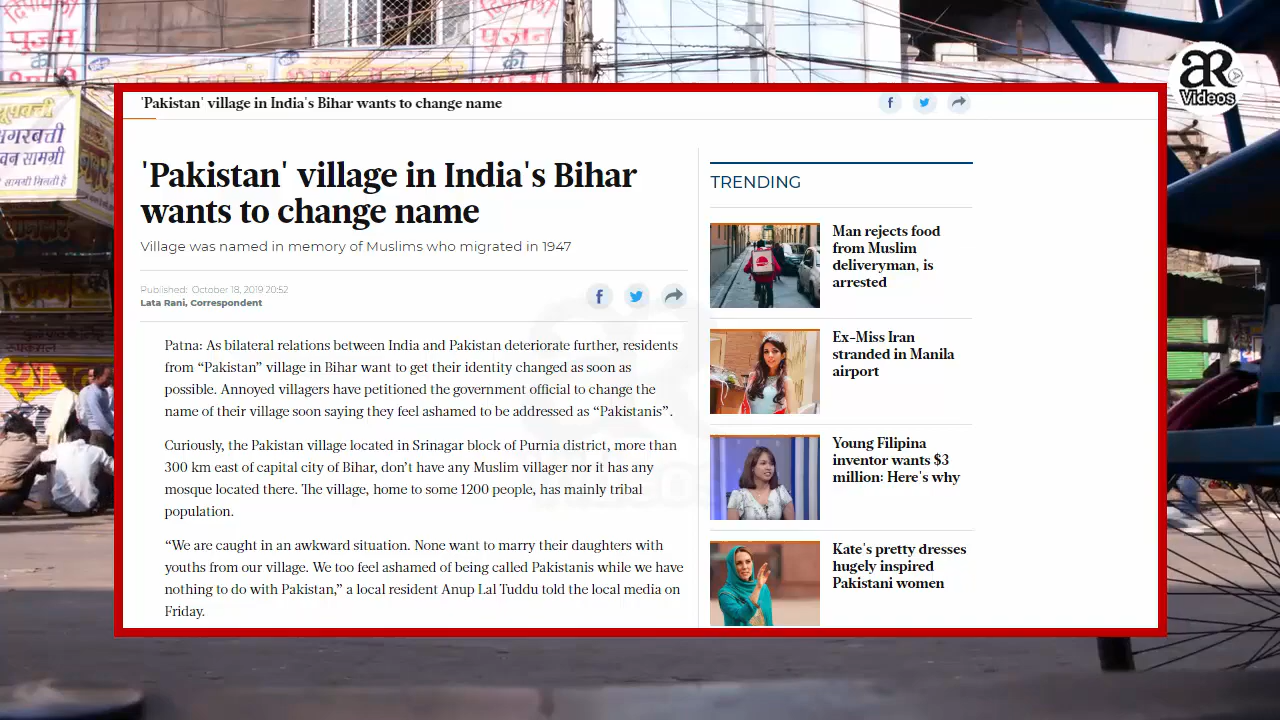 दिपावली
पूजन
का
दिपावली
पूजन
की
अगरबत्ती
सामग्री मिलती है
aR
Videos
'Pakistan' village in India's Bihar wants to change name
'Pakistan' village in India's Bihar
wants to change name
Village was named in memory of Muslims who migrated in 1947
Published: October 18, 2019 20:52
Lata Rani, Correspondent
Patna: As bilateral relations between India and Pakistan deteriorate further, residents
from “Pakistan” village in Bihar want to get their identity changed as soon as
possible. Annoyed villagers have petitioned the government official to change the
name of their village soon saying they feel ashamed to be addressed as “Pakistanis”.
Curiously, the Pakistan village located in Srinagar block of Purnia district, more than
300 km east of capital city of Bihar, don’t have any Muslim villager nor it has any
mosque located there. The village, home to some 1200 people, has mainly tribal
population.
“We are caught in an awkward situation. None want to marry their daughters with
youths from our village. We too feel ashamed of being called Pakistanis while we have
nothing to do with Pakistan,” a local resident Anup Lal Tuddu told the local media on
Friday.
TRENDING
Man rejects food
from Muslim
deliveryman, is
arrested
Ex-Miss Iran
stranded in Manila
airport
Young Filipina
inventor wants $3
million: Here's why
Kate's pretty dresses
hugely inspired
Pakistani women